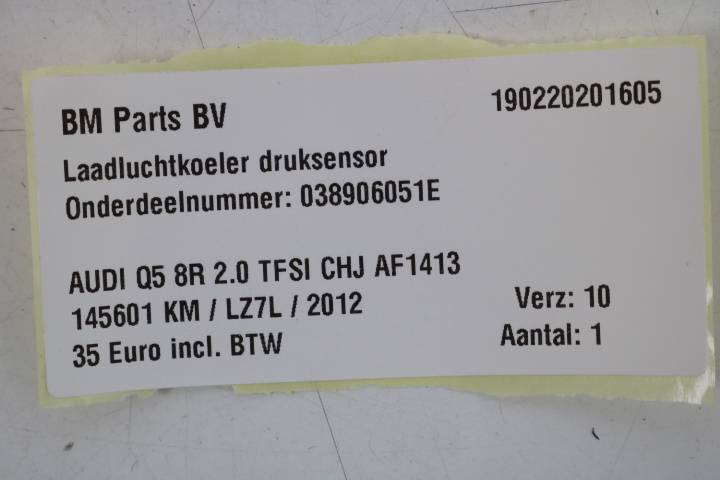 BM Parts BV
190220201605
Laadluchtkoeler druksensor
Onderdeelnummer: 038906051E
AUDI Q5 8R 2.0 TFSI CHJ AF1413
145601 KM / LZ7L / 2012
Verz: 10
35 Euro incl. BTW
Aantal: 1